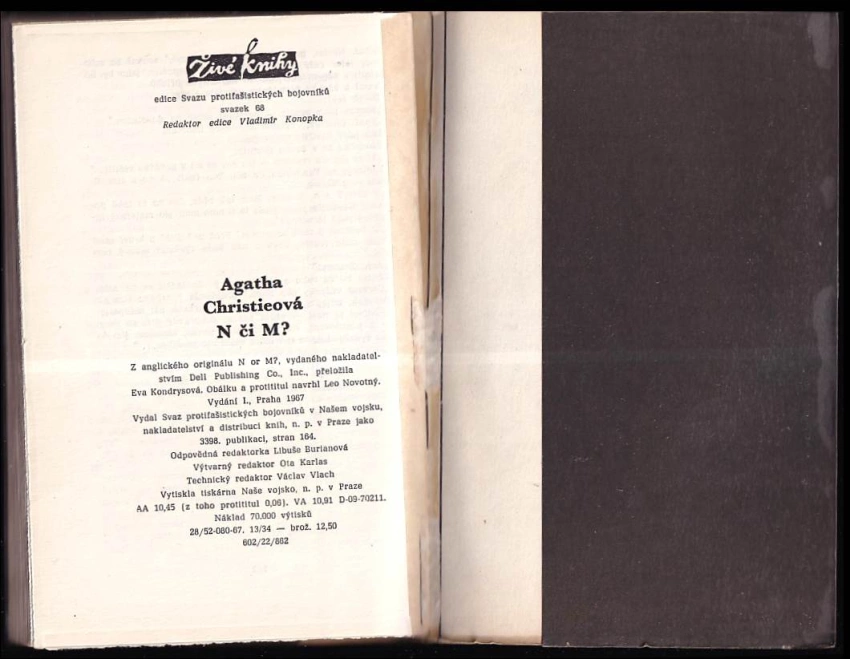 Živé knihy
edice Svazu protifašistických bojovníků
svazek 68
Redaktor edice Vladimír Konopka
Agatha
Christieová
N či M?
Z anglického originálu N or M?, vydaného nakladatel-
stvím Dell Publishing Co., Inc., přeložila
Eva Kondrysová. Obálku a protititul navrhl Leo Novotný.
Vydání I., Praha 1967
Vydal Svaz protifašistických bojovníků v Našem vojsku,
nakladatelství a distribuci knih, n. p. v Praze jako
3398. publikaci, stran 164.
Odpovědná redaktorka Libuše Burianová
Výtvarný redaktor Ota Karlas
Technický redaktor Václav Vlach
Vytiskla tiskárna Naše vojsko, n. p. v Praze
AA 10,45 (z toho protititul 0,06). VA 10,91 D-09-70211.
Náklad 70.000 výtisků
28/52-080-67. 13/34 — brož. 12,50
602/22/862